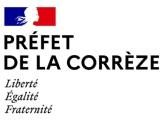 PRÉFET
DE LA CORRÈZE
Liberté
Égalité
Fraternité